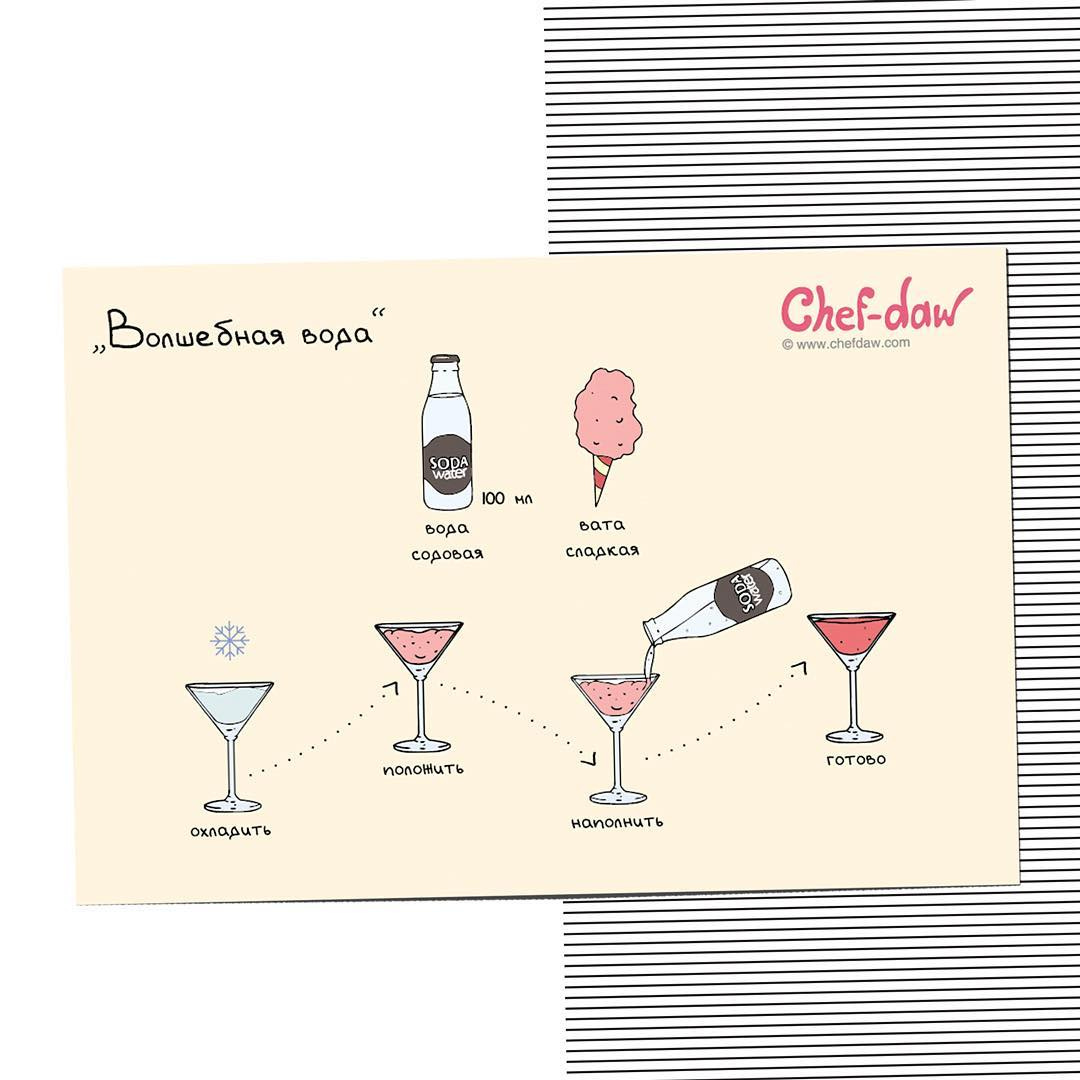 „Волшебная вода“
Chef-daw
© www.chefdaw.com
SODA
water
100 мл
вода
содовая
вата
сладкая
SODA
water
охладить
положить
наполнить
готово